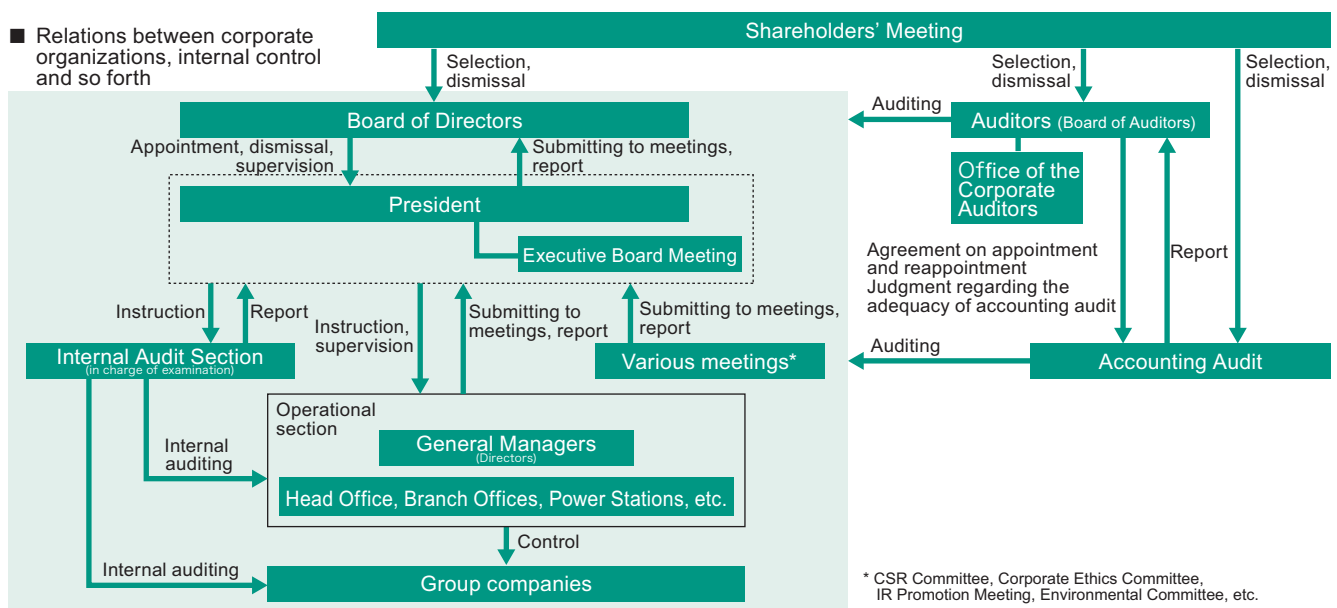 Shareholders' Meeting
■ Relations between corporate
organizations, internal control
and so forth
Selection,
dismissal
Selection,
dismissal
Selection,
dismissal
Board of Directors
Auditing
Auditors (Board of Auditors)
Appointment, dismissal,
supervision
Submitting to meetings,
report
Office of the
Corporate
Auditors
President
Executive Board Meeting
Agreement on appointment
and reappointment
Judgment regarding the
adequacy of accounting audit
Report
Instruction
Report
Instruction,
supervision
Submitting to
meetings, report
Submitting to meetings,
report
Internal Audit Section
(in charge of examination)
Various meetings*
Auditing
Accounting Audit
Operational
section
General Managers
(Directors)
Internal
auditing
Head Office, Branch Offices, Power Stations, etc.
Control
Internal auditing
Group companies
* CSR Committee, Corporate Ethics Committee,
IR Promotion Meeting, Environmental Committee, etc.